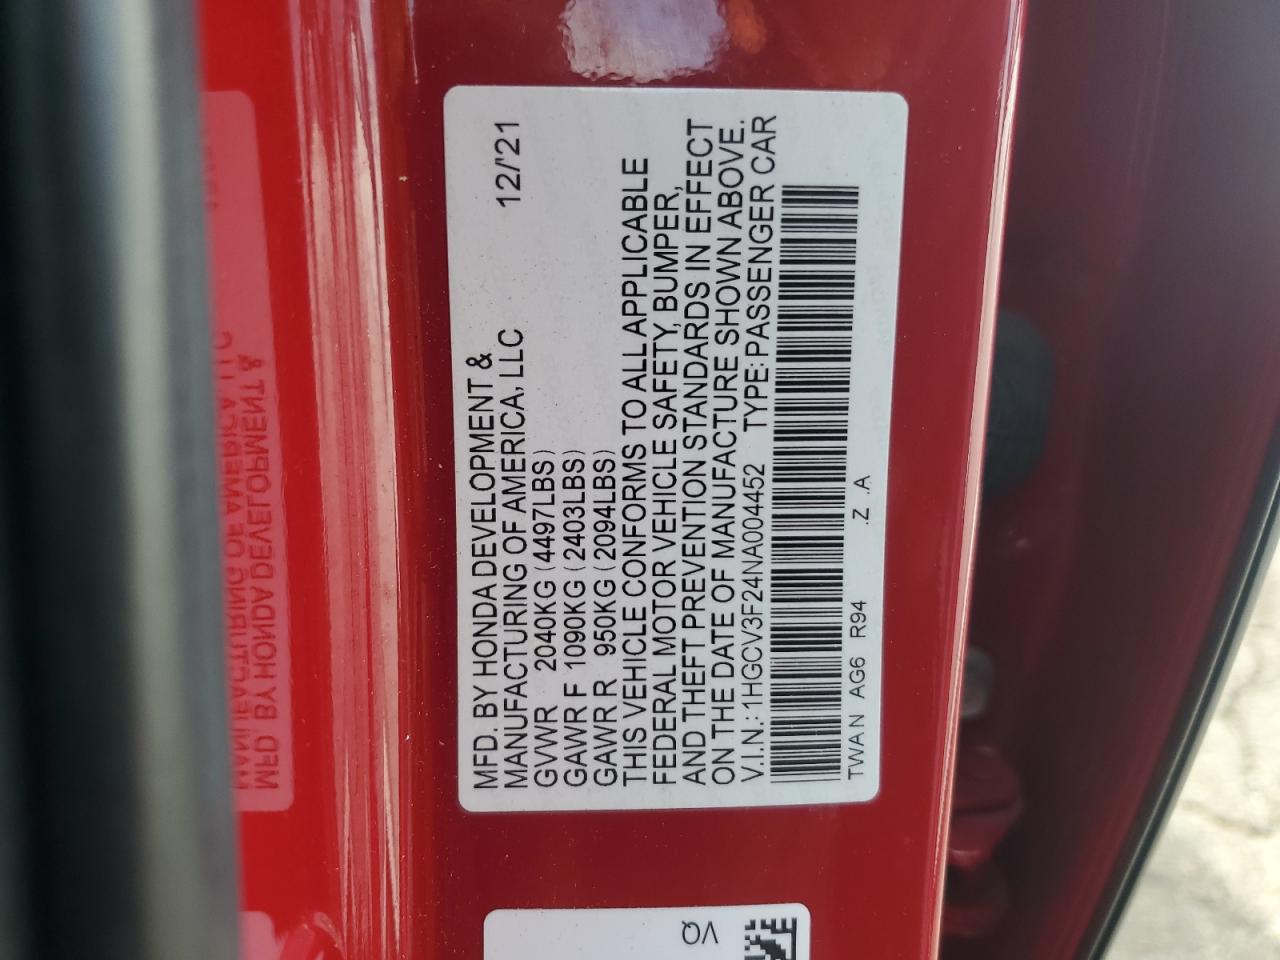 MFD. BY HONDA DEVELOPMENT &
MANUFACTURING OF AMERICA, LLC 12/'21
GVWR 2040KG (4497LBS)
GAWR F 1090KG (2403LBS)
GAWR R 950KG (2094LBS)
THIS VEHICLE CONFORMS TO ALL APPLICABLE
FEDERAL MOTOR VEHICLE SAFETY, BUMPER,
AND THEFT PREVENTION STANDARDS IN EFFECT
ON THE DATE OF MANUFACTURE SHOWN ABOVE.
V.I.N.: 1HGCV3F24NA004452 TYPE: PASSENGER CAR
TWAN AG6 R94 .Z .A
VQ